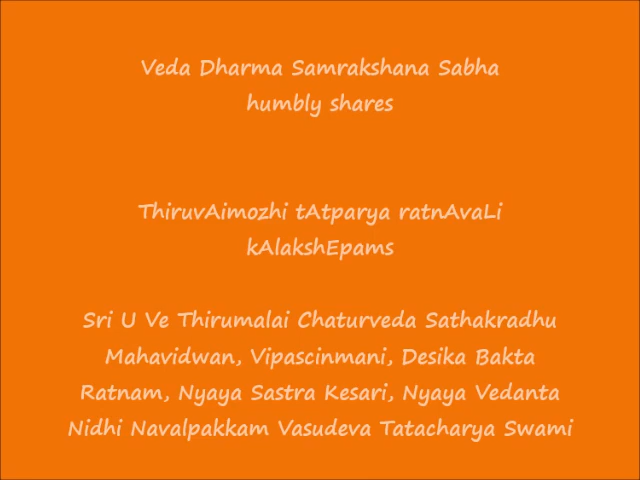 Veda Dharma Samrakshana Sabha
humbly shares
ThiruvAimozhi tAtparya ratnAvaLi
kAlakshEpams
Sri U Ve Thirumalai Chaturveda Sathakradhu
Mahavidwan, Vipascinmani, Desika Bakta
Ratnam, Nyaya Sastra Kesari, Nyaya Vedanta
Nidhi Navalpakkam Vasudeva Tatacharya Swami